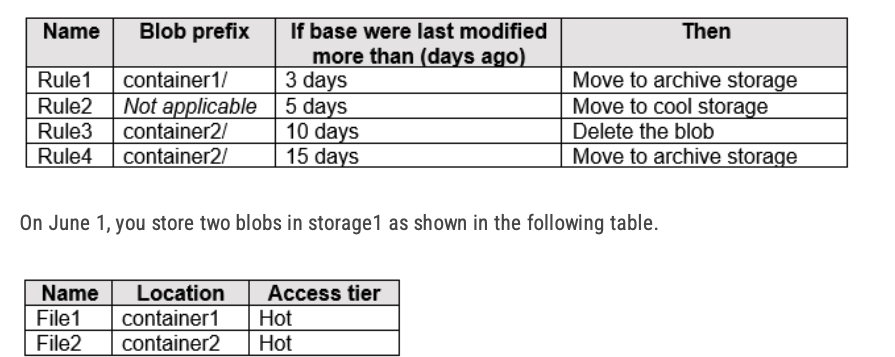 Name Blob prefix If base were last modified more than (days ago) Then
Rule1 container1/ 3 days Move to archive storage
Rule2 Not applicable 5 days Move to cool storage
Rule3 container2/ 10 days Delete the blob
Rule4 container2/ 15 days Move to archive storage
On June 1, you store two blobs in storage1 as shown in the following table.
Name Location Access tier
File1 container1 Hot
File2 container2 Hot